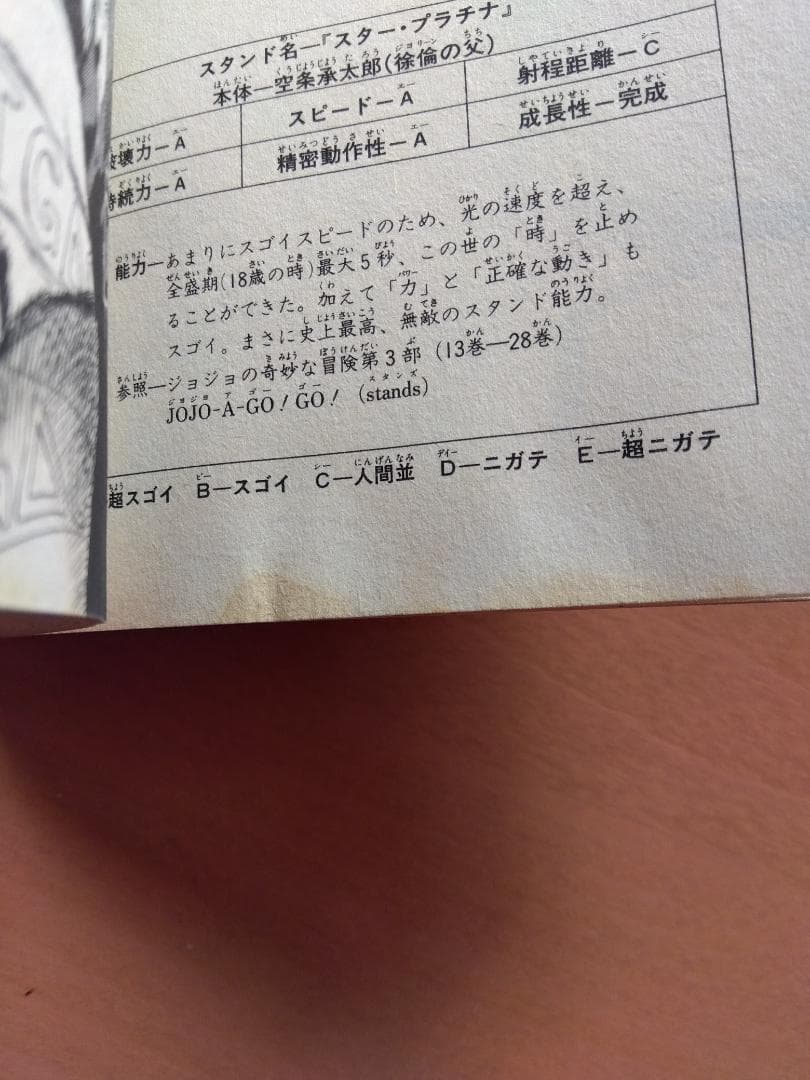 スタンド名―『スター・プラチナ』
本体―空条承太郎(徐倫の父)
壊力―A スピード―A 射程距離―C
続力―A 精密動作性―A 成長性―完成
能力―あまりにスゴイスピードのため、光の速度を超え、
全盛期(18歳の時)最大5秒、この世の「時」を止め
ることができた。加えて「力」と「正確な動き」も
スゴイ。まさに史上最高、無敵のスタンド能力。
参照―ジョジョの奇妙な冒険第3部 (13巻―28巻)
JOJO-A-GO!GO! (stands)
超スゴイ B―スゴイ C―人間並 D―ニガテ E―超ニガテ